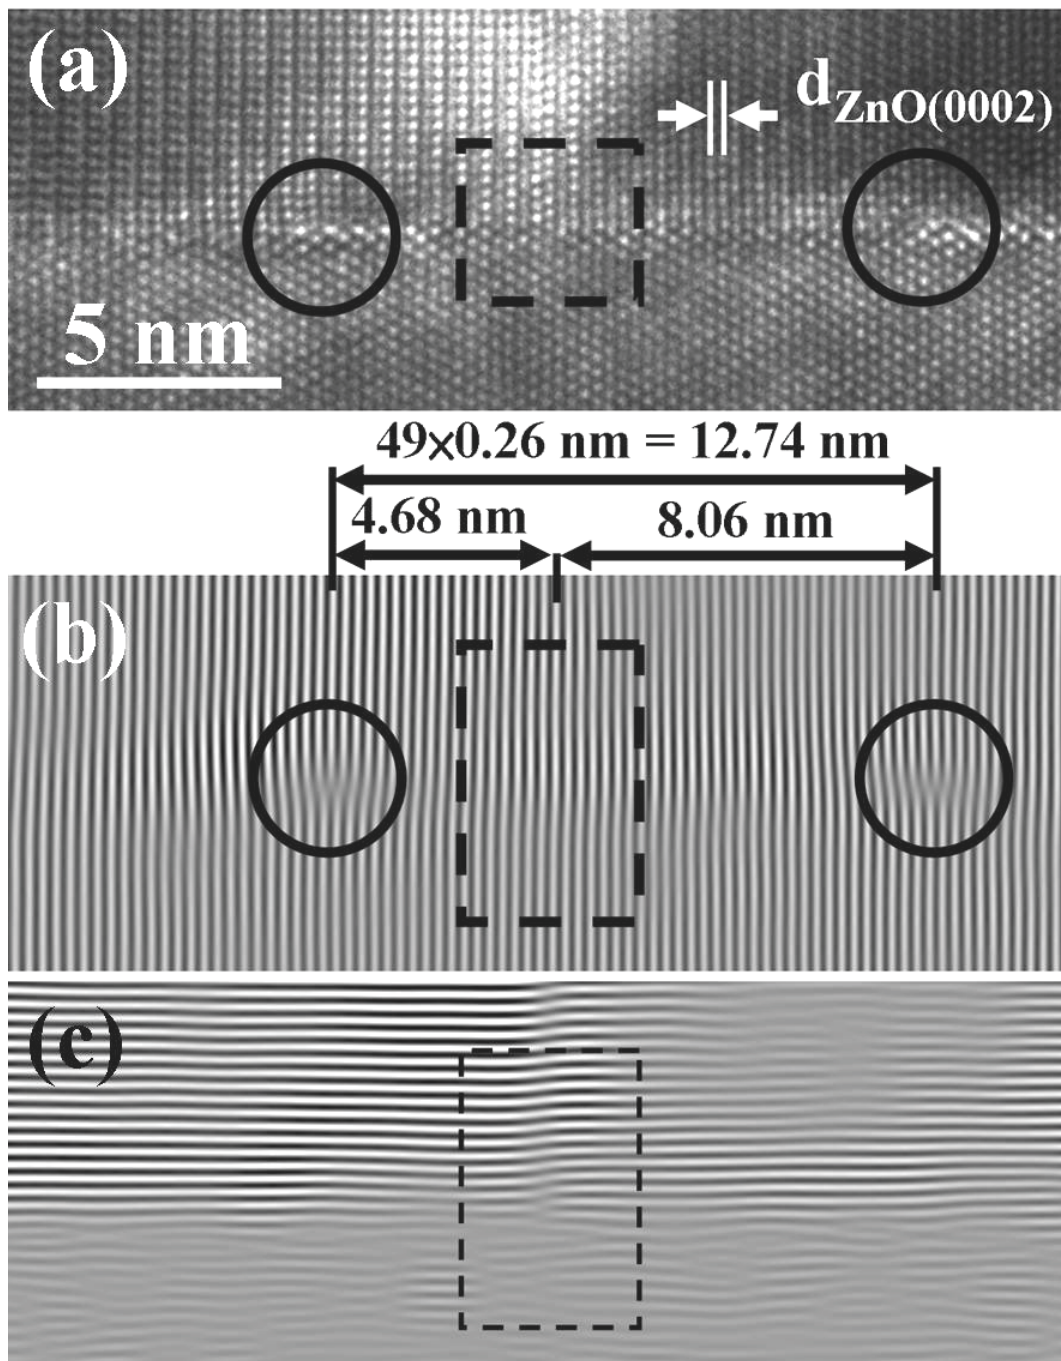 (a)
d_ZnO(0002)
5 nm
49×0.26 nm = 12.74 nm
4.68 nm
8.06 nm
(b)
(c)